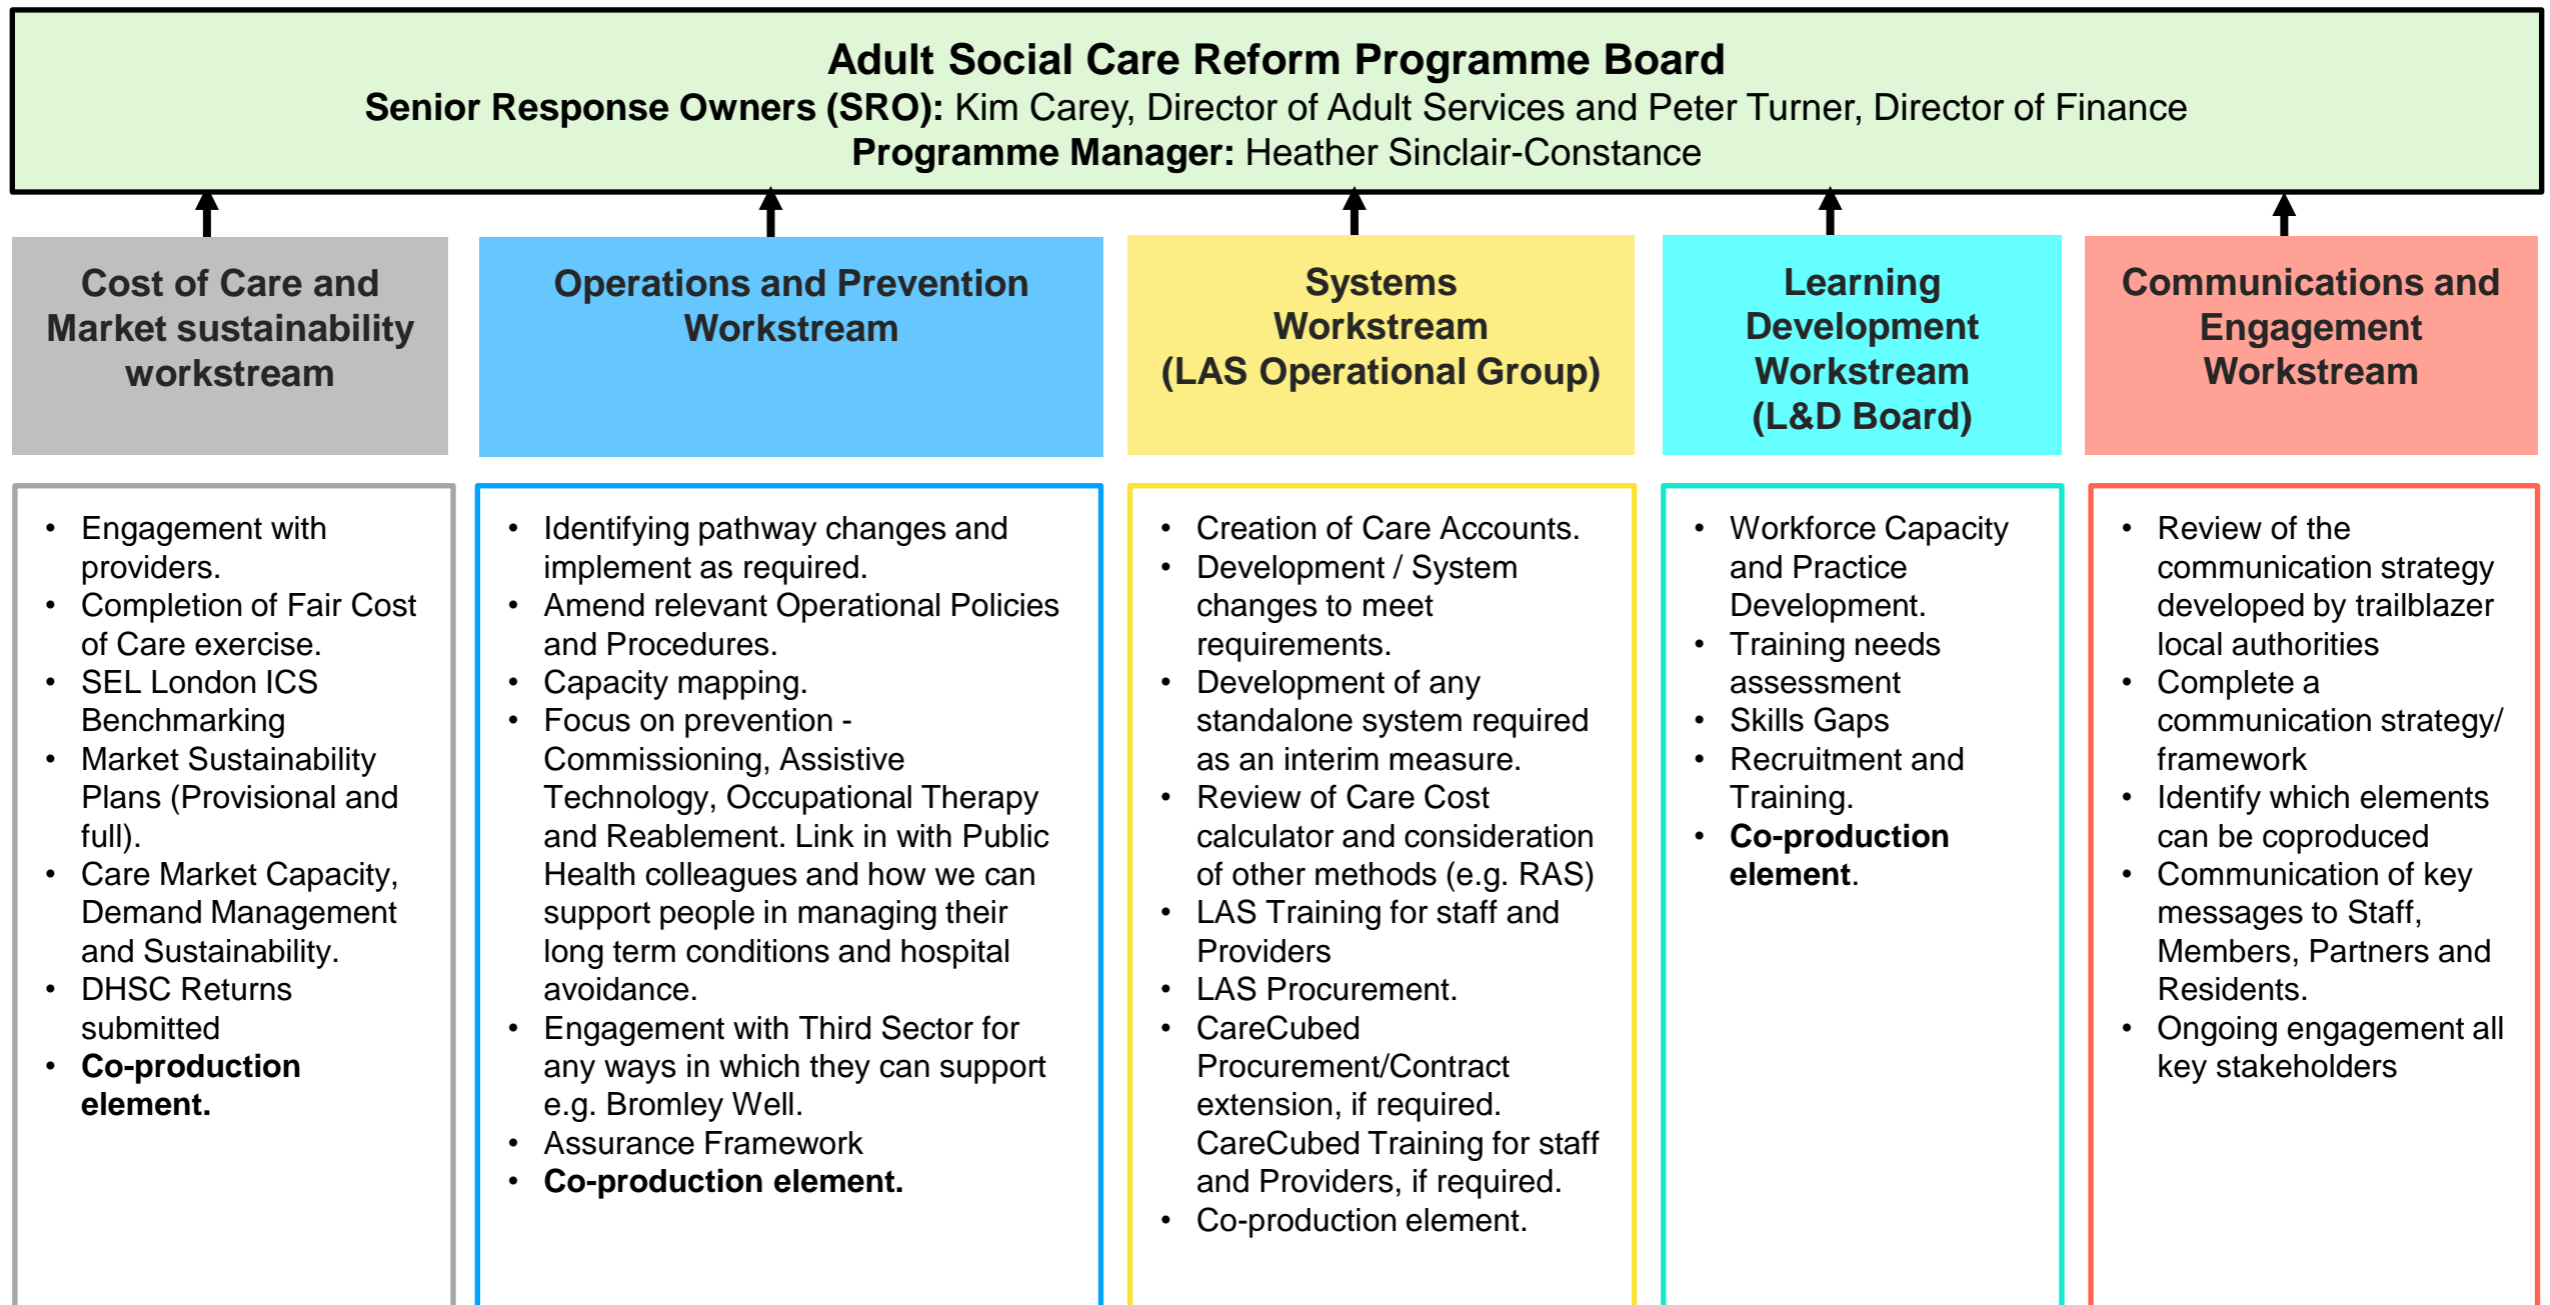 Adult Social Care Reform Programme Board
Senior Response Owners (SRO): Kim Carey, Director of Adult Services and Peter Turner, Director of Finance
Programme Manager: Heather Sinclair-Constance
Cost of Care and
Market sustainability
workstream
Operations and Prevention
Workstream
Systems
Workstream
(LAS Operational Group)
Learning
Development
Workstream
(L&D Board)
Communications and
Engagement
Workstream
• Engagement with
providers.
• Completion of Fair Cost
of Care exercise.
• SEL London ICS
Benchmarking
• Market Sustainability
Plans (Provisional and
full).
• Care Market Capacity,
Demand Management
and Sustainability.
• DHSC Returns
submitted
• Co-production
element.
• Identifying pathway changes and
implement as required.
• Amend relevant Operational Policies
and Procedures.
• Capacity mapping.
• Focus on prevention -
Commissioning, Assistive
Technology, Occupational Therapy
and Reablement. Link in with Public
Health colleagues and how we can
support people in managing their
long term conditions and hospital
avoidance.
• Engagement with Third Sector for
any ways in which they can support
e.g. Bromley Well.
• Assurance Framework
• Co-production element.
• Creation of Care Accounts.
• Development / System
changes to meet
requirements.
• Development of any
standalone system required
as an interim measure.
• Review of Care Cost
calculator and consideration
of other methods (e.g. RAS)
• LAS Training for staff and
Providers
• LAS Procurement.
• CareCubed
Procurement/Contract
extension, if required.
CareCubed Training for staff
and Providers, if required.
• Co-production element.
• Workforce Capacity
and Practice
Development.
• Training needs
assessment
• Skills Gaps
• Recruitment and
Training.
• Co-production
element.
• Review of the
communication strategy
developed by trailblazer
local authorities
• Complete a
communication strategy/
framework
• Identify which elements
can be coproduced
• Communication of key
messages to Staff,
Members, Partners and
Residents.
• Ongoing engagement all
key stakeholders